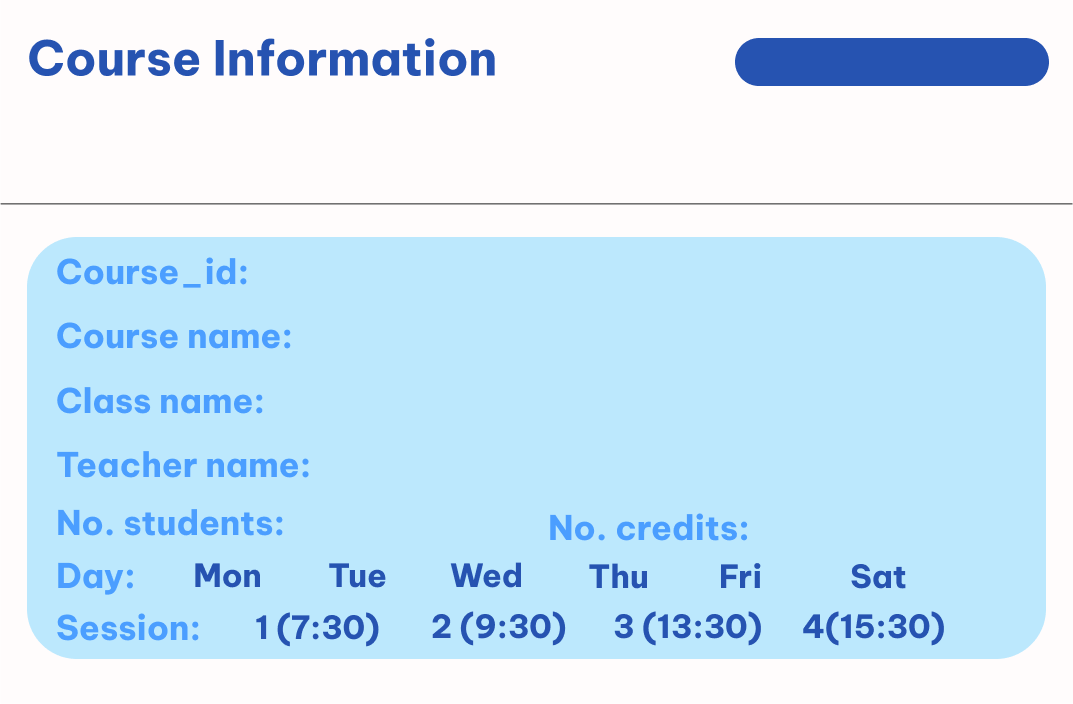 Course Information
Course_id:
Course name:
Class name:
Teacher name:
No. students: No. credits:
Day: Mon Tue Wed Thu Fri Sat
Session: 1 (7:30) 2 (9:30) 3 (13:30) 4(15:30)